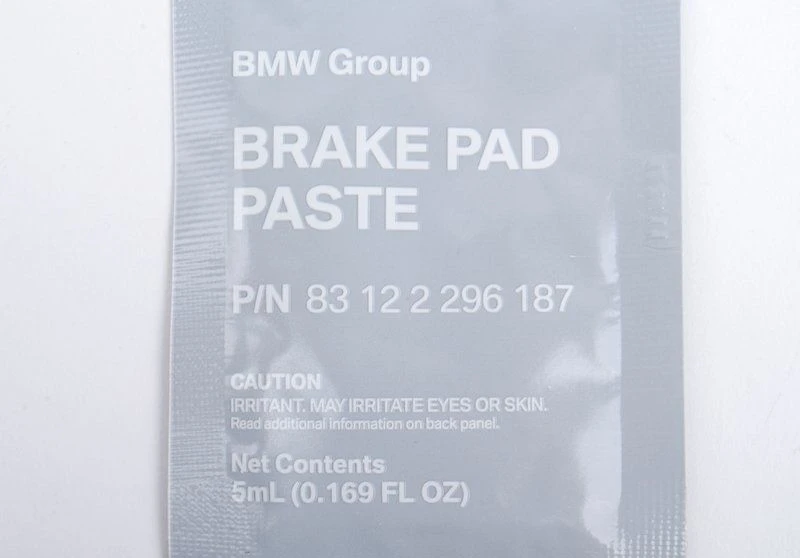 BMW Group
BRAKE PAD
PASTE
P/N 83 12 2 296 187
CAUTION
IRRITANT. MAY IRRITATE EYES OR SKIN.
Read additional information on back panel.
Net Contents
5mL (0.169 FL OZ)